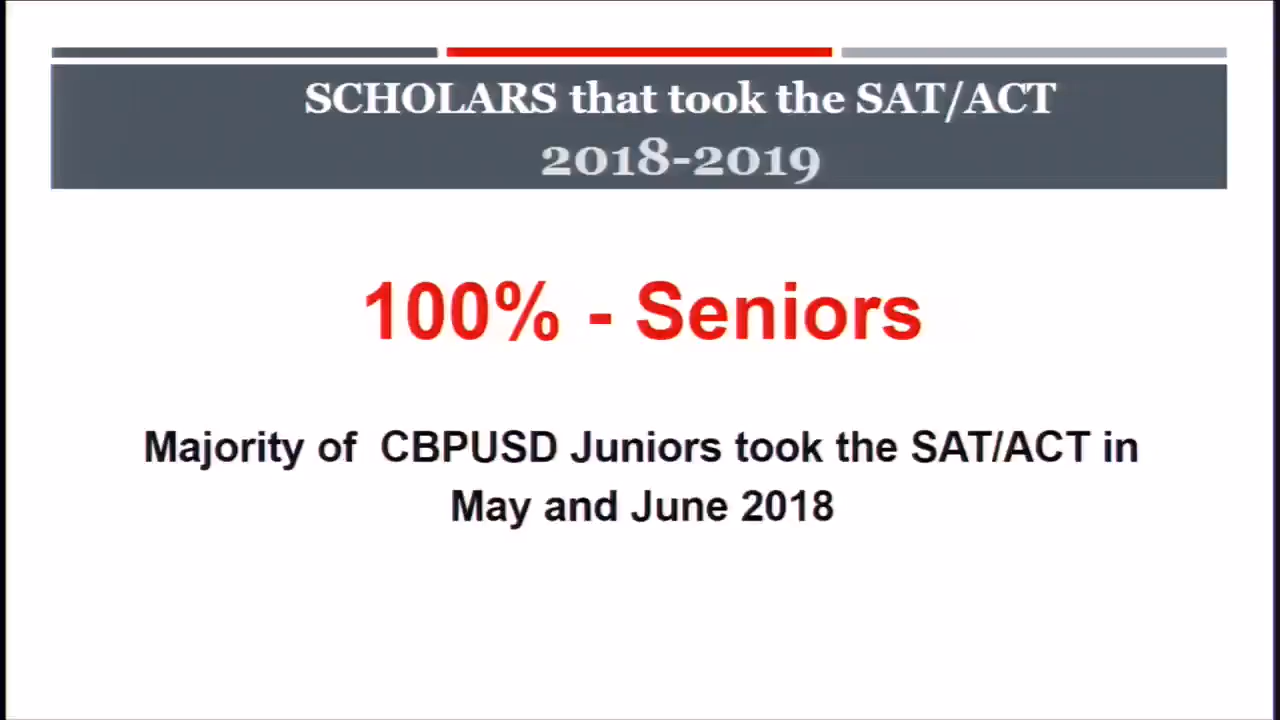 SCHOLARS that took the SAT/ACT
2018-2019
100% - Seniors
Majority of CBPUSD Juniors took the SAT/ACT in
May and June 2018